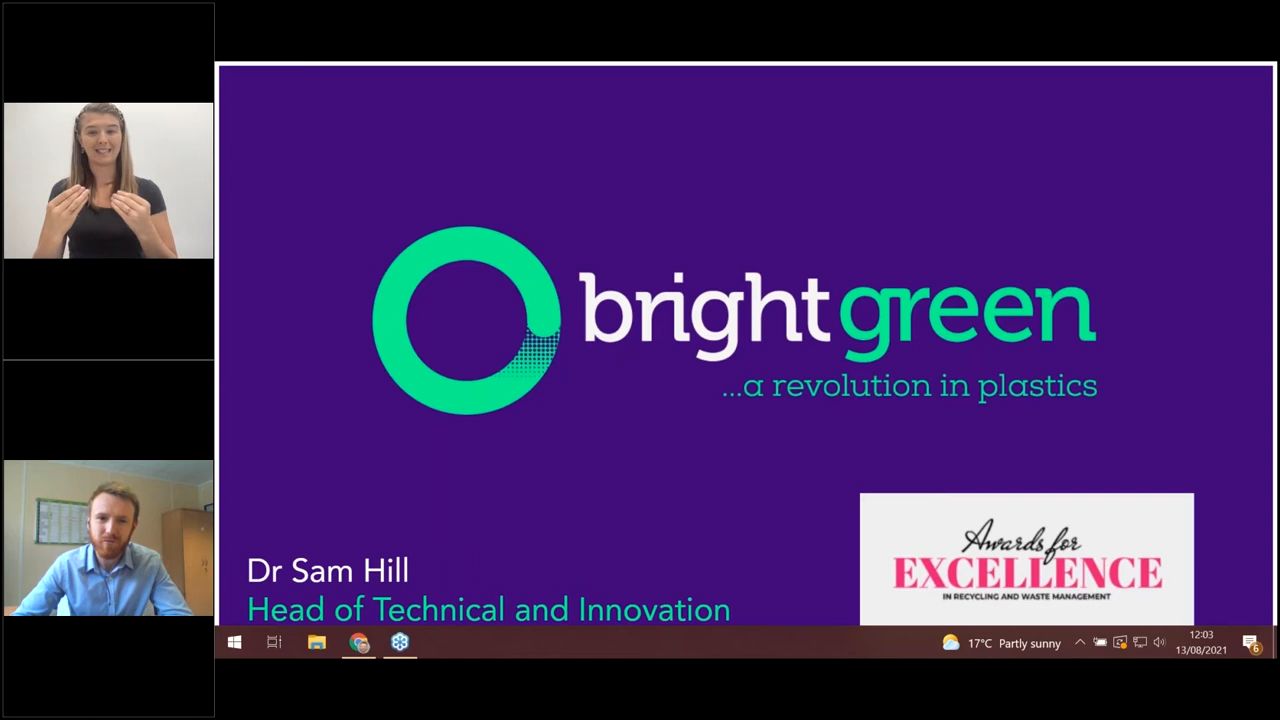 brightgreen
...a revolution in plastics
Dr Sam Hill
Head of Technical and Innovation
Awards for
EXCELLENCE
IN RECYCLING AND WASTE MANAGEMENT
17°C Partly sunny
12:03
13/08/2021
6